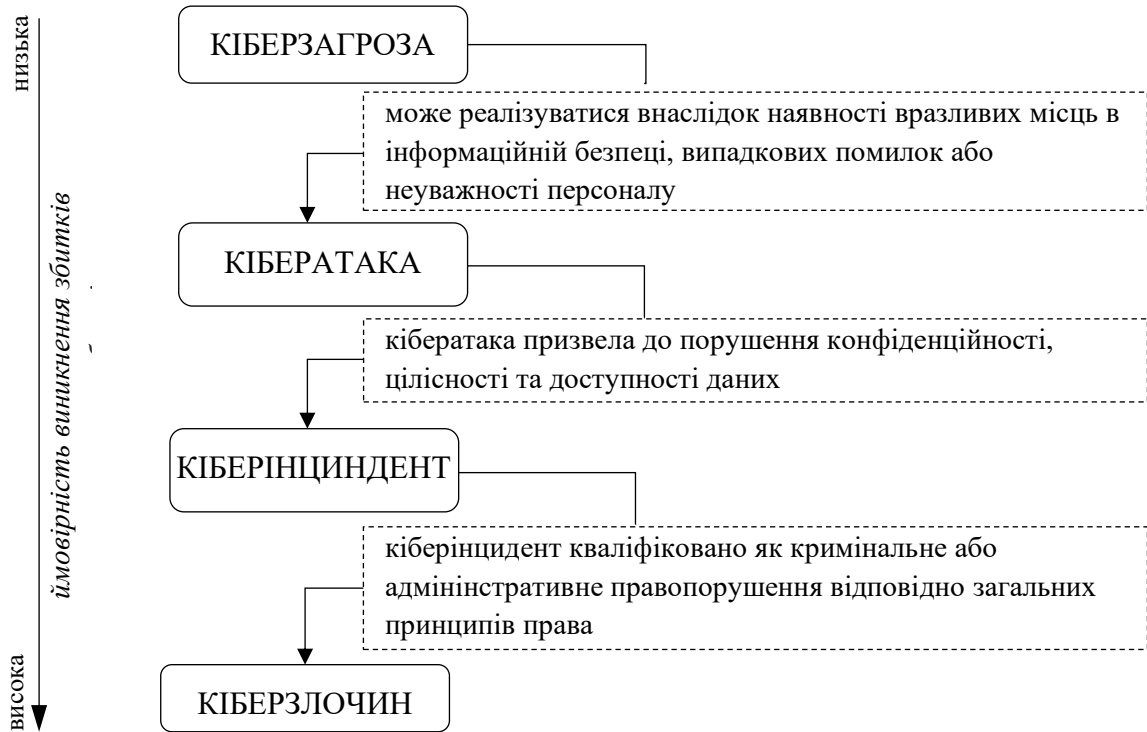 низька
КІБЕРЗАГРОЗА
може реалізуватися внаслідок наявності вразливих місць в
інформаційній безпеці, випадкових помилок або
неуважності персоналу
КІБЕРАТАКА
кібератака призвела до порушення конфіденційності,
цілісності та доступності даних
КІБЕРІНЦИНДЕНТ
кіберінцидент кваліфіковано як кримінальне або
адмінінстративне правопорушення відповідно загальних
принципів права
КІБЕРЗЛОЧИН
ймовірність виникнення збитків
висока